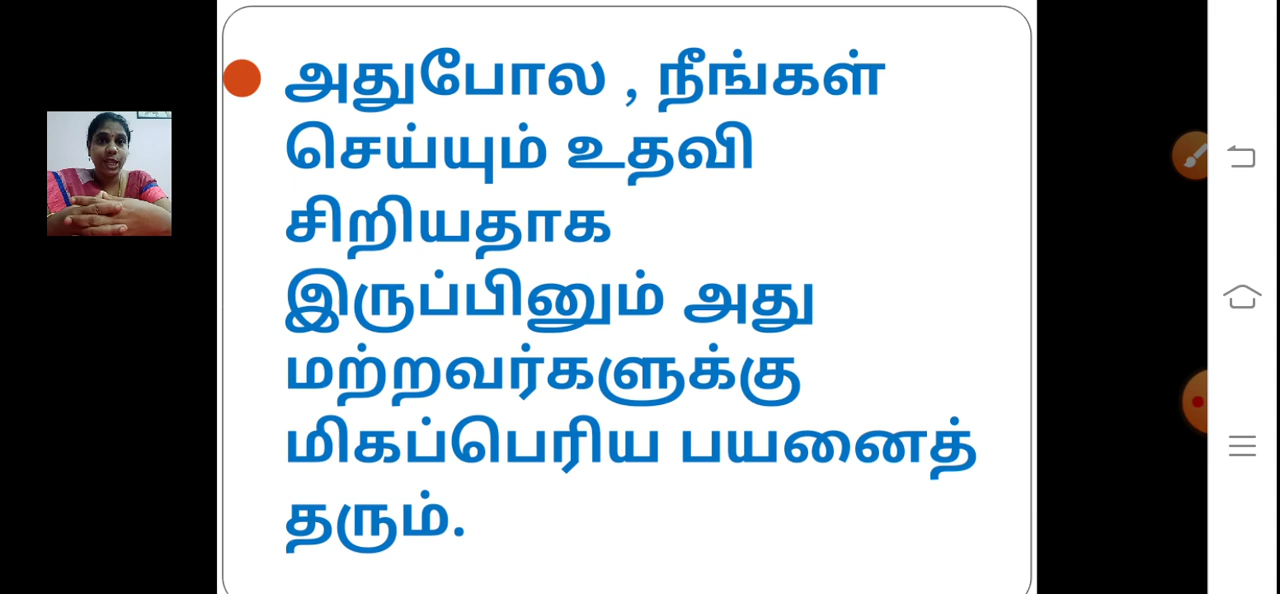 அதுபோல , நீங்கள்
செய்யும் உதவி
சிறியதாக
இருப்பினும் அது
மற்றவர்களுக்கு
மிகப்பெரிய பயனைத்
தரும்.